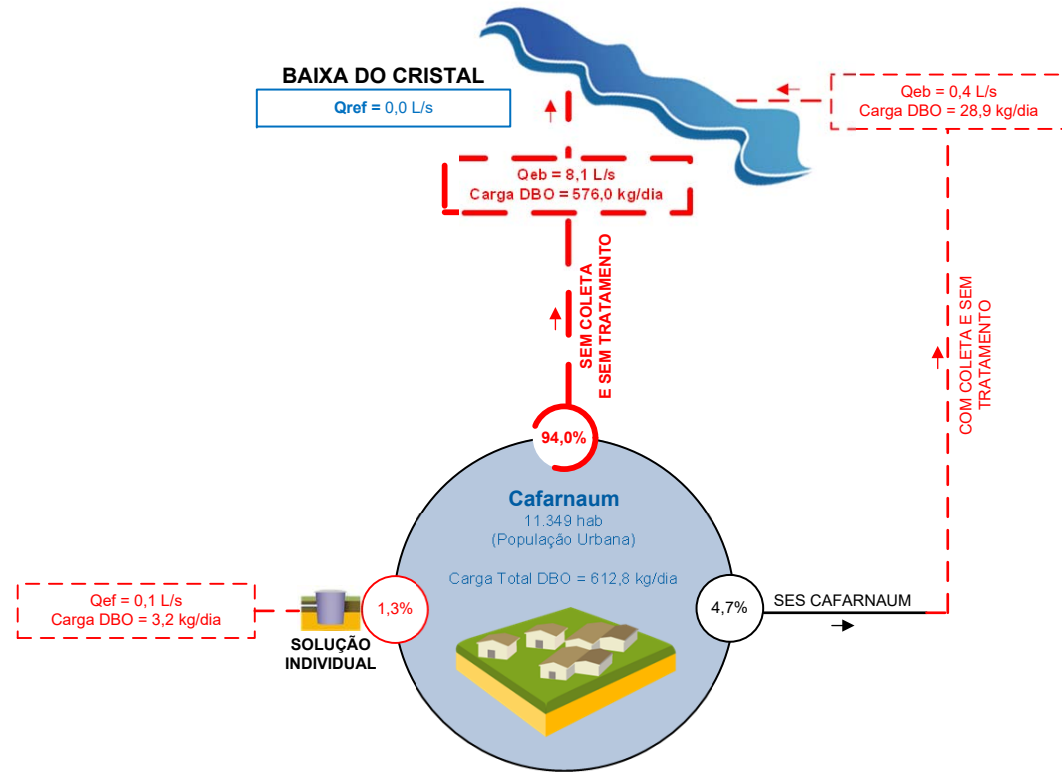 BAIXA DO CRISTAL
Qref = 0,0 L/s
Qeb = 0,4 L/s
Carga DBO = 28,9 kg/dia
Qeb = 8,1 L/s
Carga DBO = 576,0 kg/dia
SEM COLETA
E SEM TRATAMENTO
COM COLETA E SEM
TRATAMENTO
94,0%
Cafarnaum
11.349 hab
(População Urbana)
Carga Total DBO = 612,8 kg/dia
Qef = 0,1 L/s
Carga DBO = 3,2 kg/dia
1,3%
SOLUÇÃO
INDIVIDUAL
4,7%
SES CAFARNAUM